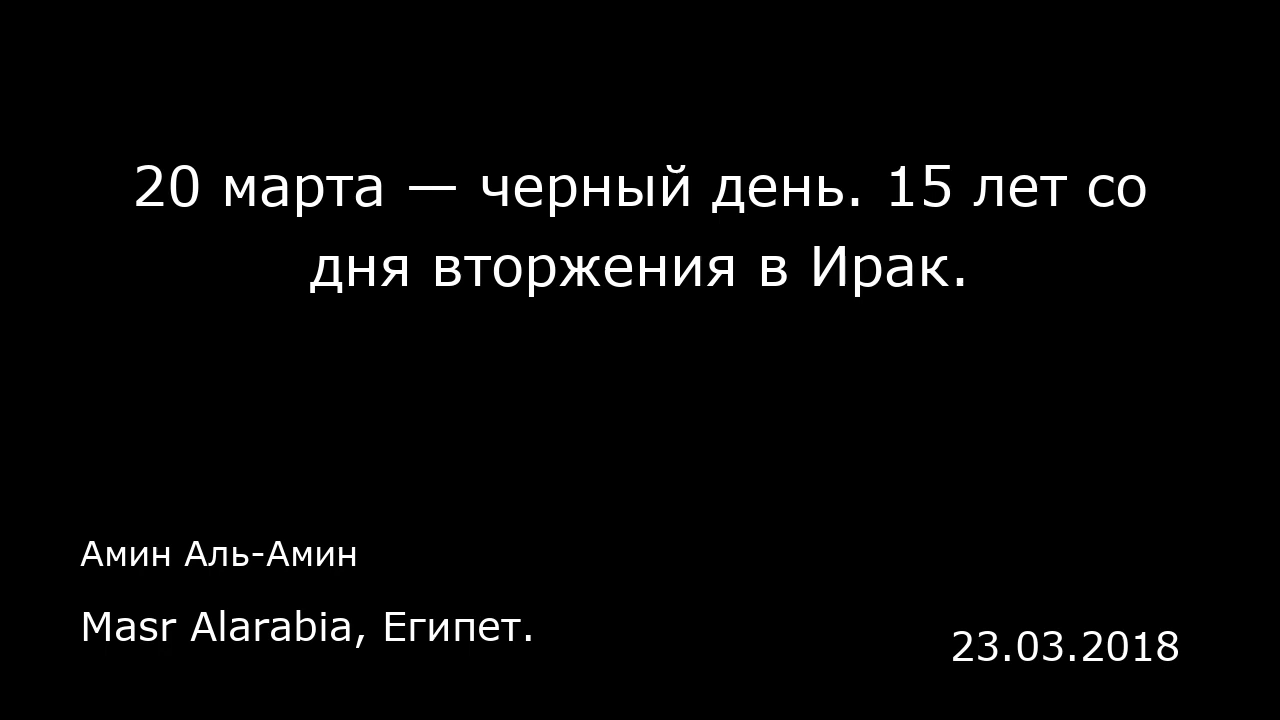 20 марта — черный день. 15 лет со
дня вторжения в Ирак.
Амин Аль-Амин
Masr Alarabia, Египет.
23.03.2018